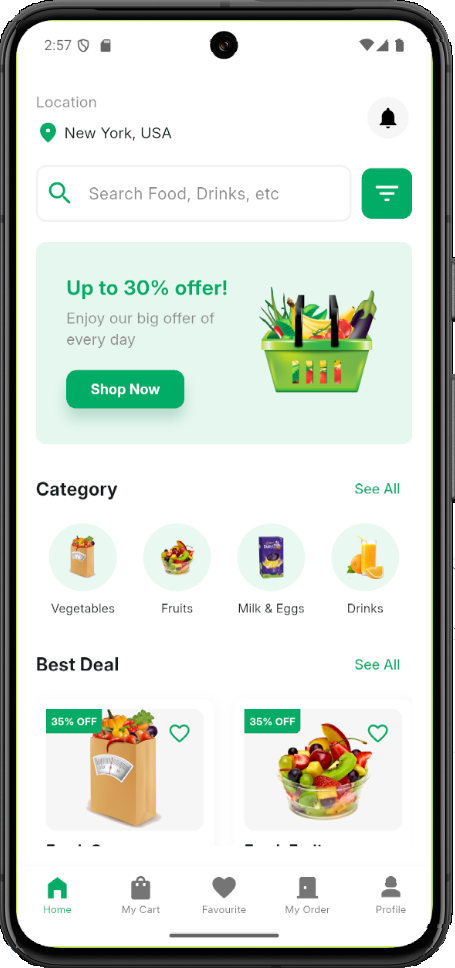 2:57
Location
New York, USA
Search Food, Drinks, etc
Up to 30% offer!
Enjoy our big offer of
every day
Shop Now
Category
See All
Vegetables
Fruits
Milk & Eggs
Drinks
Best Deal
See All
35% OFF
35% OFF
Home
My Cart
Favourite
My Order
Profile